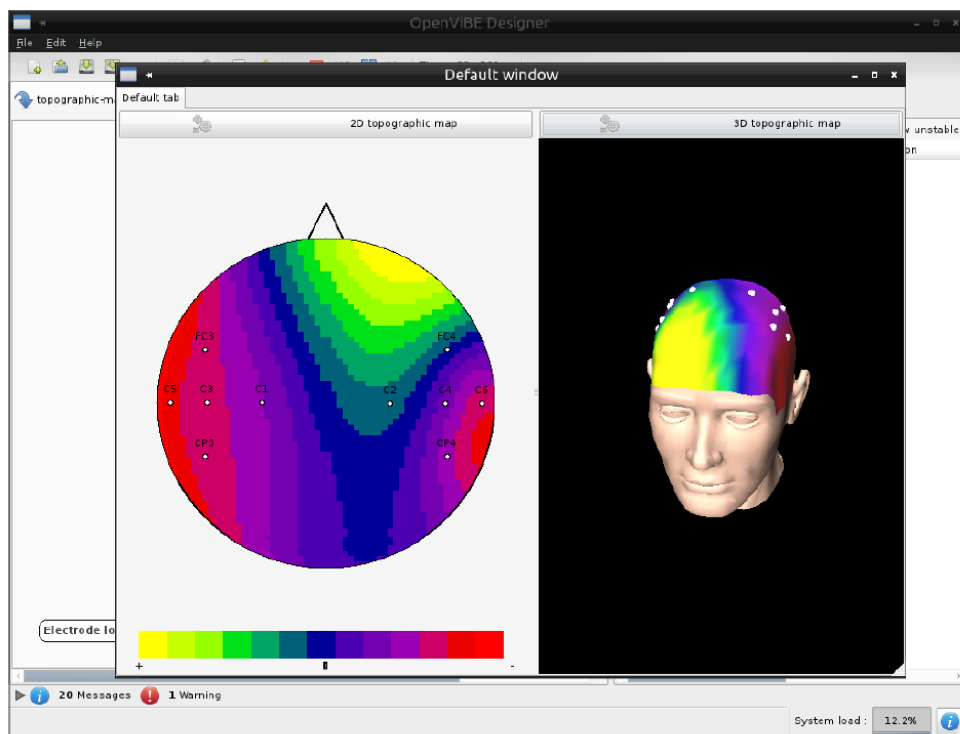 OpenViBE Designer
File Edit Help
Default window
topographic-m
Default tab
2D topographic map
3D topographic map
w unstable
on
FC3
FC4
C5
C3
C1
C2
C4
C6
CP3
CP4
Electrode lo
+
0
-
20 Messages
1 Warning
System load :
12.2%